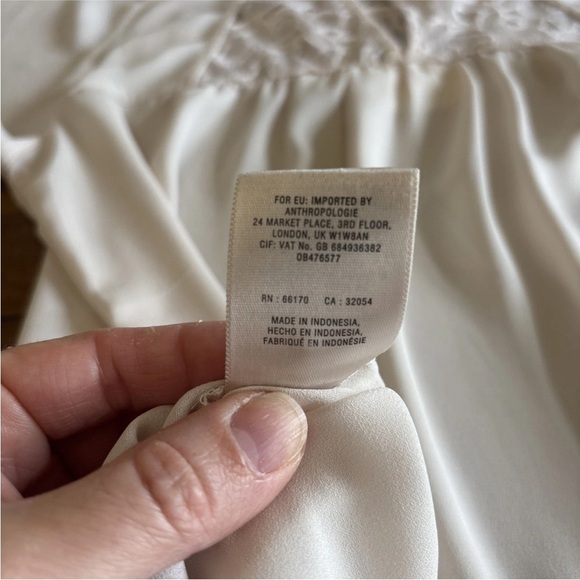 FOR EU: IMPORTED BY
ANTHROPOLOGIE
24 MARKET PLACE, 3RD FLOOR,
LONDON, UK W1W8AN
CIF: VAT No. GB 684936382
OB476577
RN : 66170 CA : 32054
MADE IN INDONESIA,
HECHO EN INDONESIA,
FABRIQUÉ EN INDONÉSIE